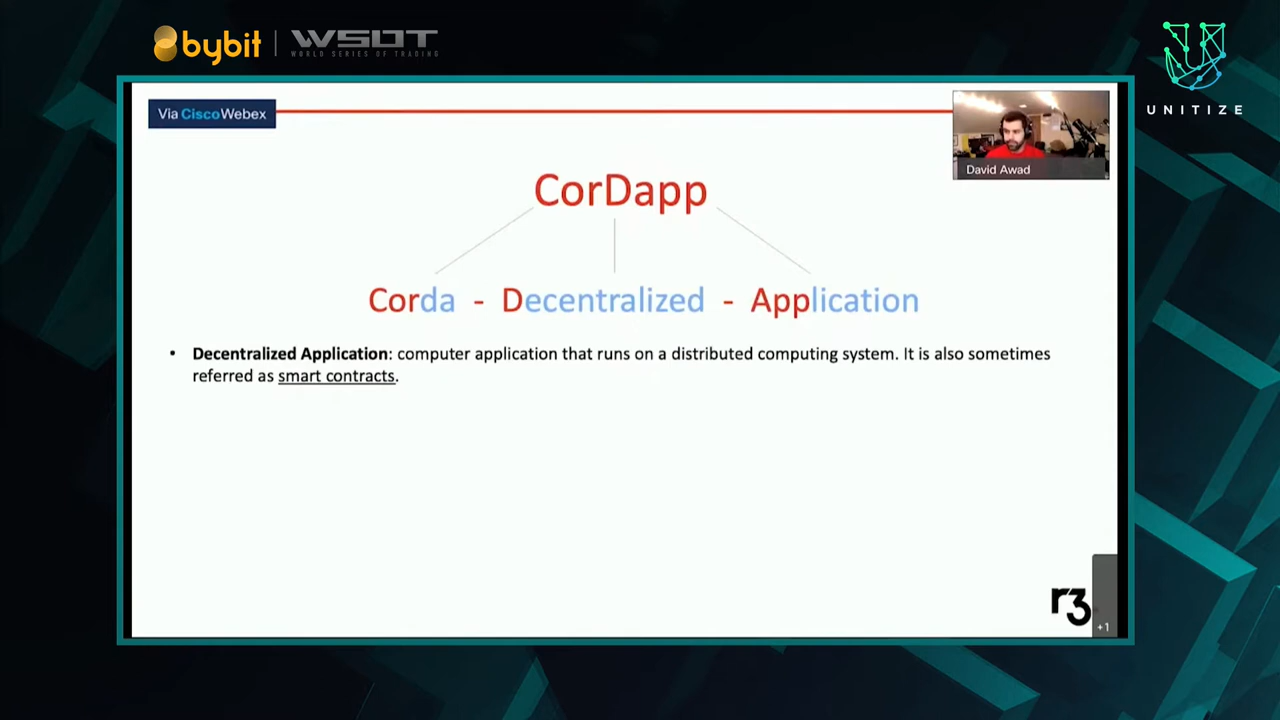 bybit | WSOT
WORLD SERIES OF TRADING
UNITIZE
Via CiscoWebex
David Awad
CorDapp
Corda - Decentralized - Application
• Decentralized Application: computer application that runs on a distributed computing system. It is also sometimes
referred as smart contracts.
r3.
+1